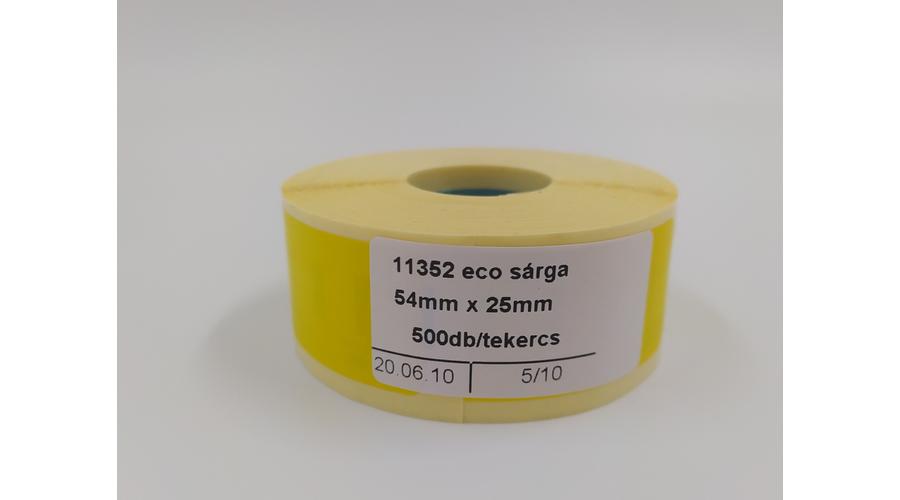 11352 eco sárga
54mm x 25mm
500db/tekercs
20.06.10 5/10